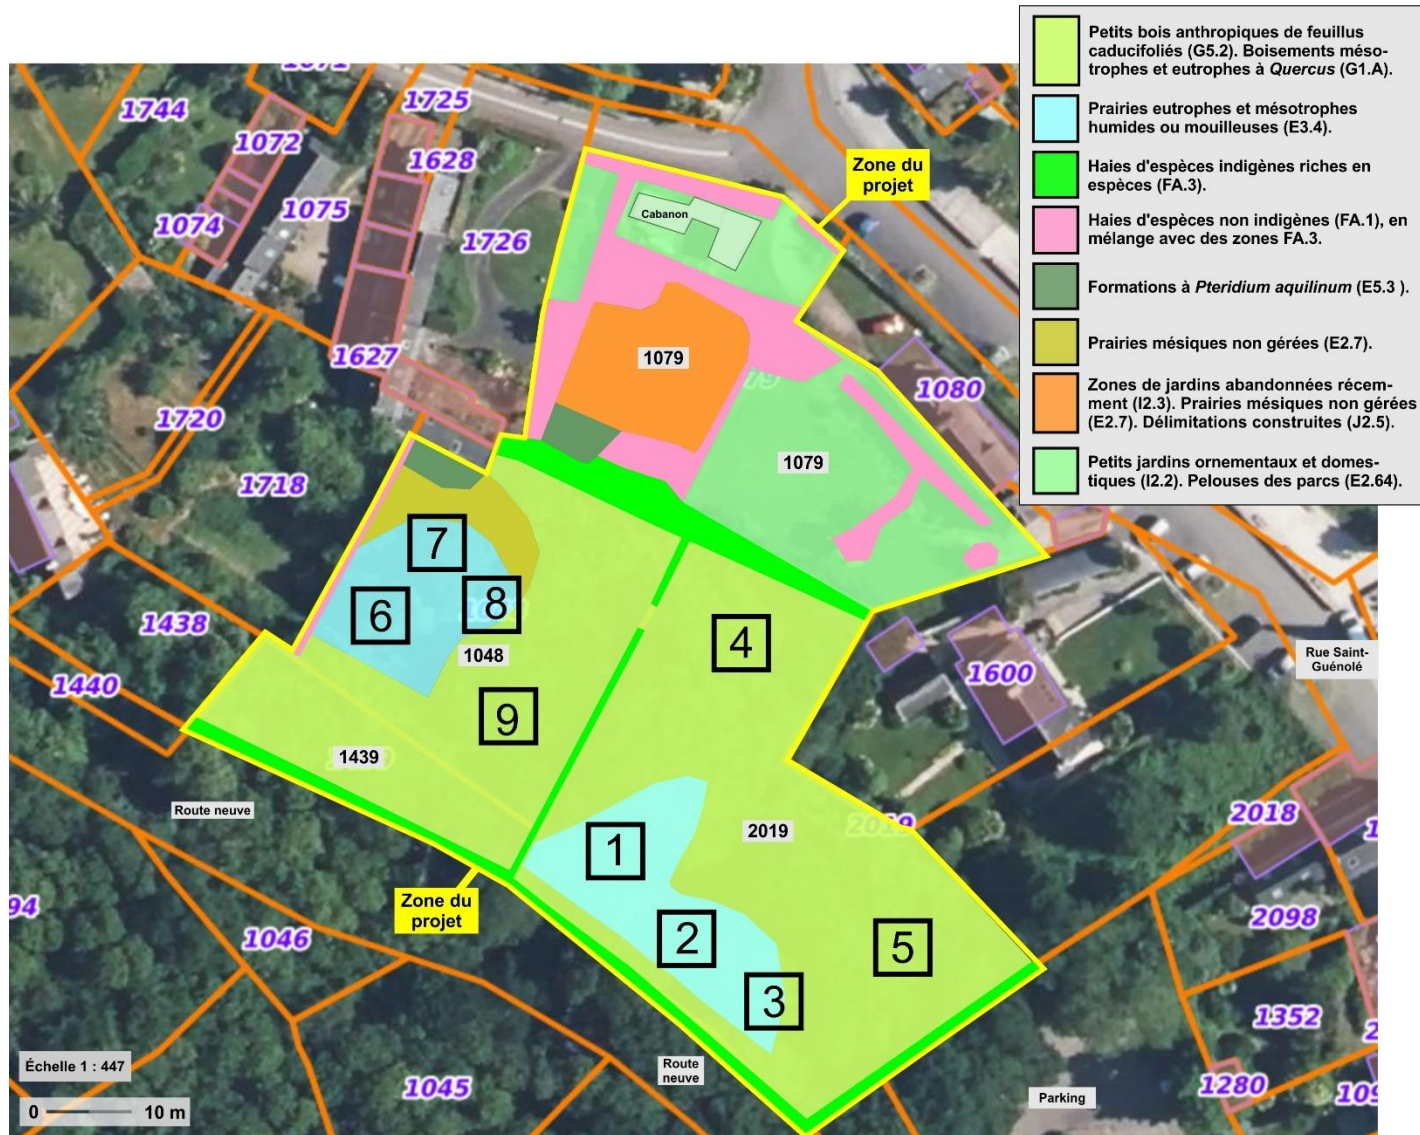 Petits bois anthropiques de feuillus
caducifoliés (G5.2). Boisements méso-
trophes et eutrophes à Quercus (G1.A).
Prairies eutrophes et mésotrophes
humides ou mouilleuses (E3.4).
Haies d'espèces indigènes riches en
espèces (FA.3).
Haies d'espèces non indigènes (FA.1), en
mélange avec des zones FA.3.
Formations à Pteridium aquilinum (E5.3 ).
Prairies mésiques non gérées (E2.7).
Zones de jardins abandonnées récem-
ment (I2.3). Prairies mésiques non gérées
(E2.7). Délimitations construites (J2.5).
Petits jardins ornementaux et domes-
tiques (I2.2). Pelouses des parcs (E2.64).
1744
1725
1072
1628
1075
1074
1726
Zone du
projet
Cabanon
1627
1079
1080
1720
1718
1079
7
8
6
1438
1048
4
1440
1600
Rue Saint-
Guénolé
9
1439
Route neuve
1
2019
2019
2018
Zone du
projet
94
1046
2
5
2098
3
1352
Échelle 1 : 447
0
10 m
1045
Route
neuve
Parking
1280